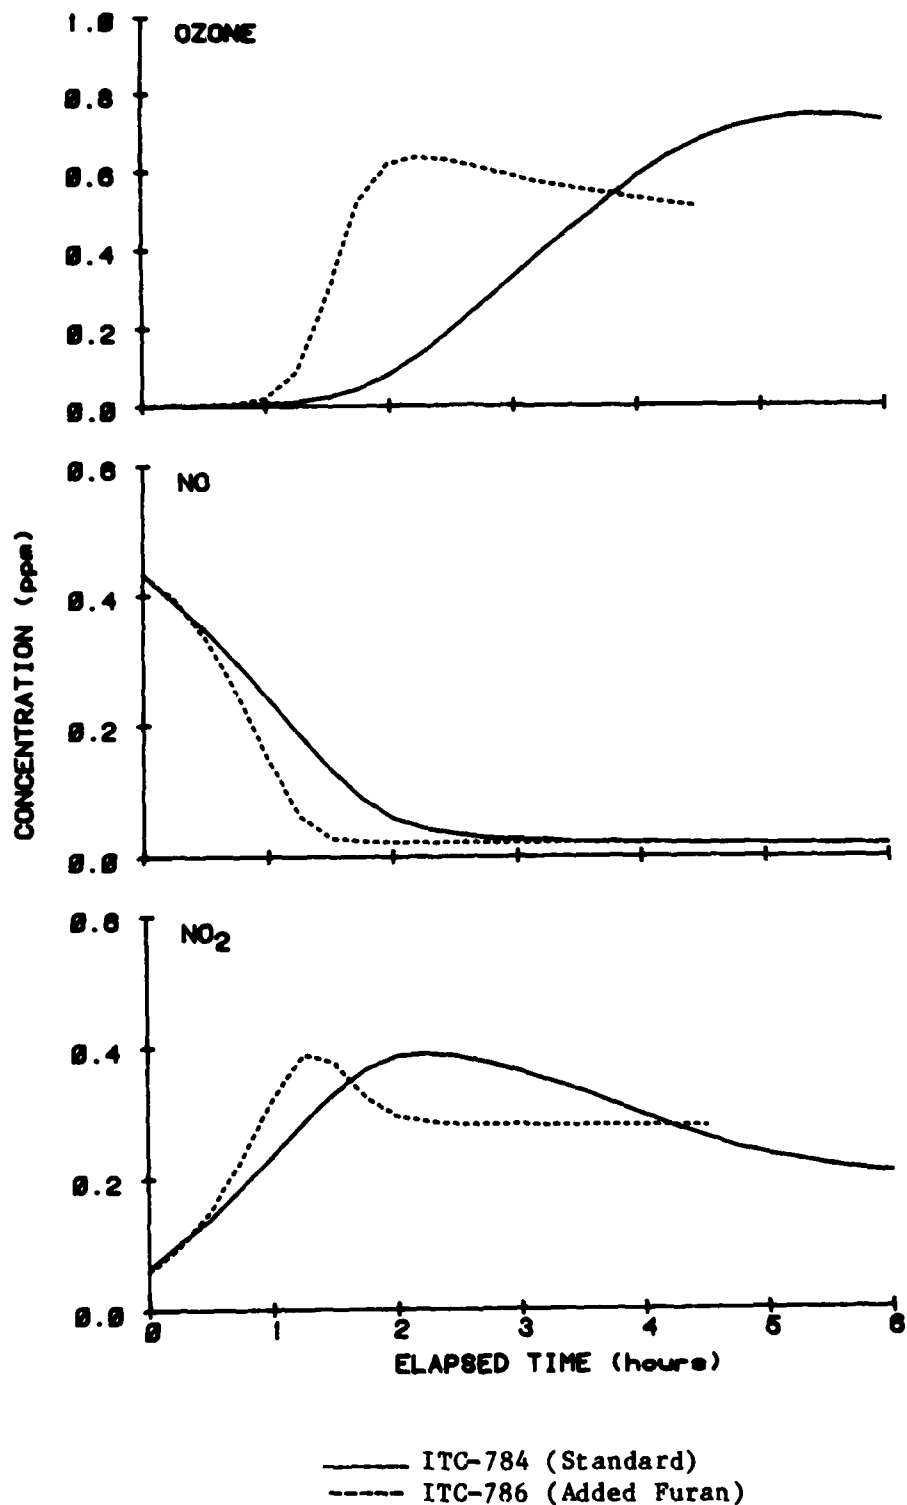 OZONE
1.0
0.8
0.6
0.4
0.2
0.0
NO
0.6
0.4
0.2
0.0
CONCENTRATION (ppm)
NO2
0.6
0.4
0.2
0.0
0 1 2 3 4 5 6
ELAPSED TIME (hours)
ITC-784 (Standard)
ITC-786 (Added Furan)